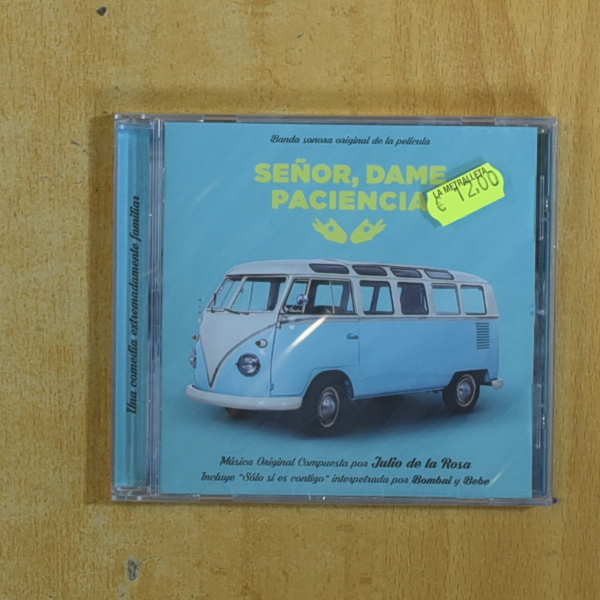 Banda sonora original de la película
SEÑOR, DAME
PACIENCIA
LA METRALLETA
€ 12,00
Una comedia extremadamente familiar
Música Original Compuesta por Julio de la Rosa
Incluye "Sólo si es contigo" interpretada por Bombai y Bebe